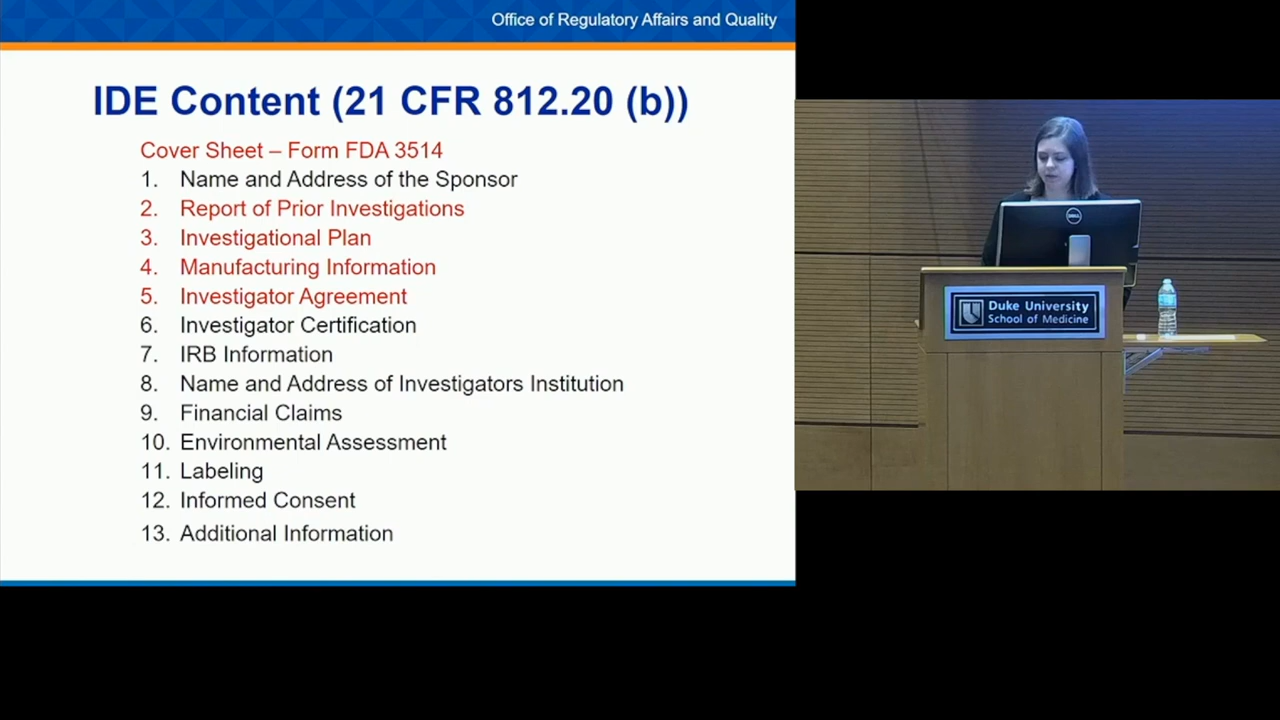 Office of Regulatory Affairs and Quality
IDE Content (21 CFR 812.20 (b))
Cover Sheet – Form FDA 3514
1. Name and Address of the Sponsor
2. Report of Prior Investigations
3. Investigational Plan
4. Manufacturing Information
5. Investigator Agreement
6. Investigator Certification
7. IRB Information
8. Name and Address of Investigators Institution
9. Financial Claims
10. Environmental Assessment
11. Labeling
12. Informed Consent
13. Additional Information
DELL
Duke University
School of Medicine